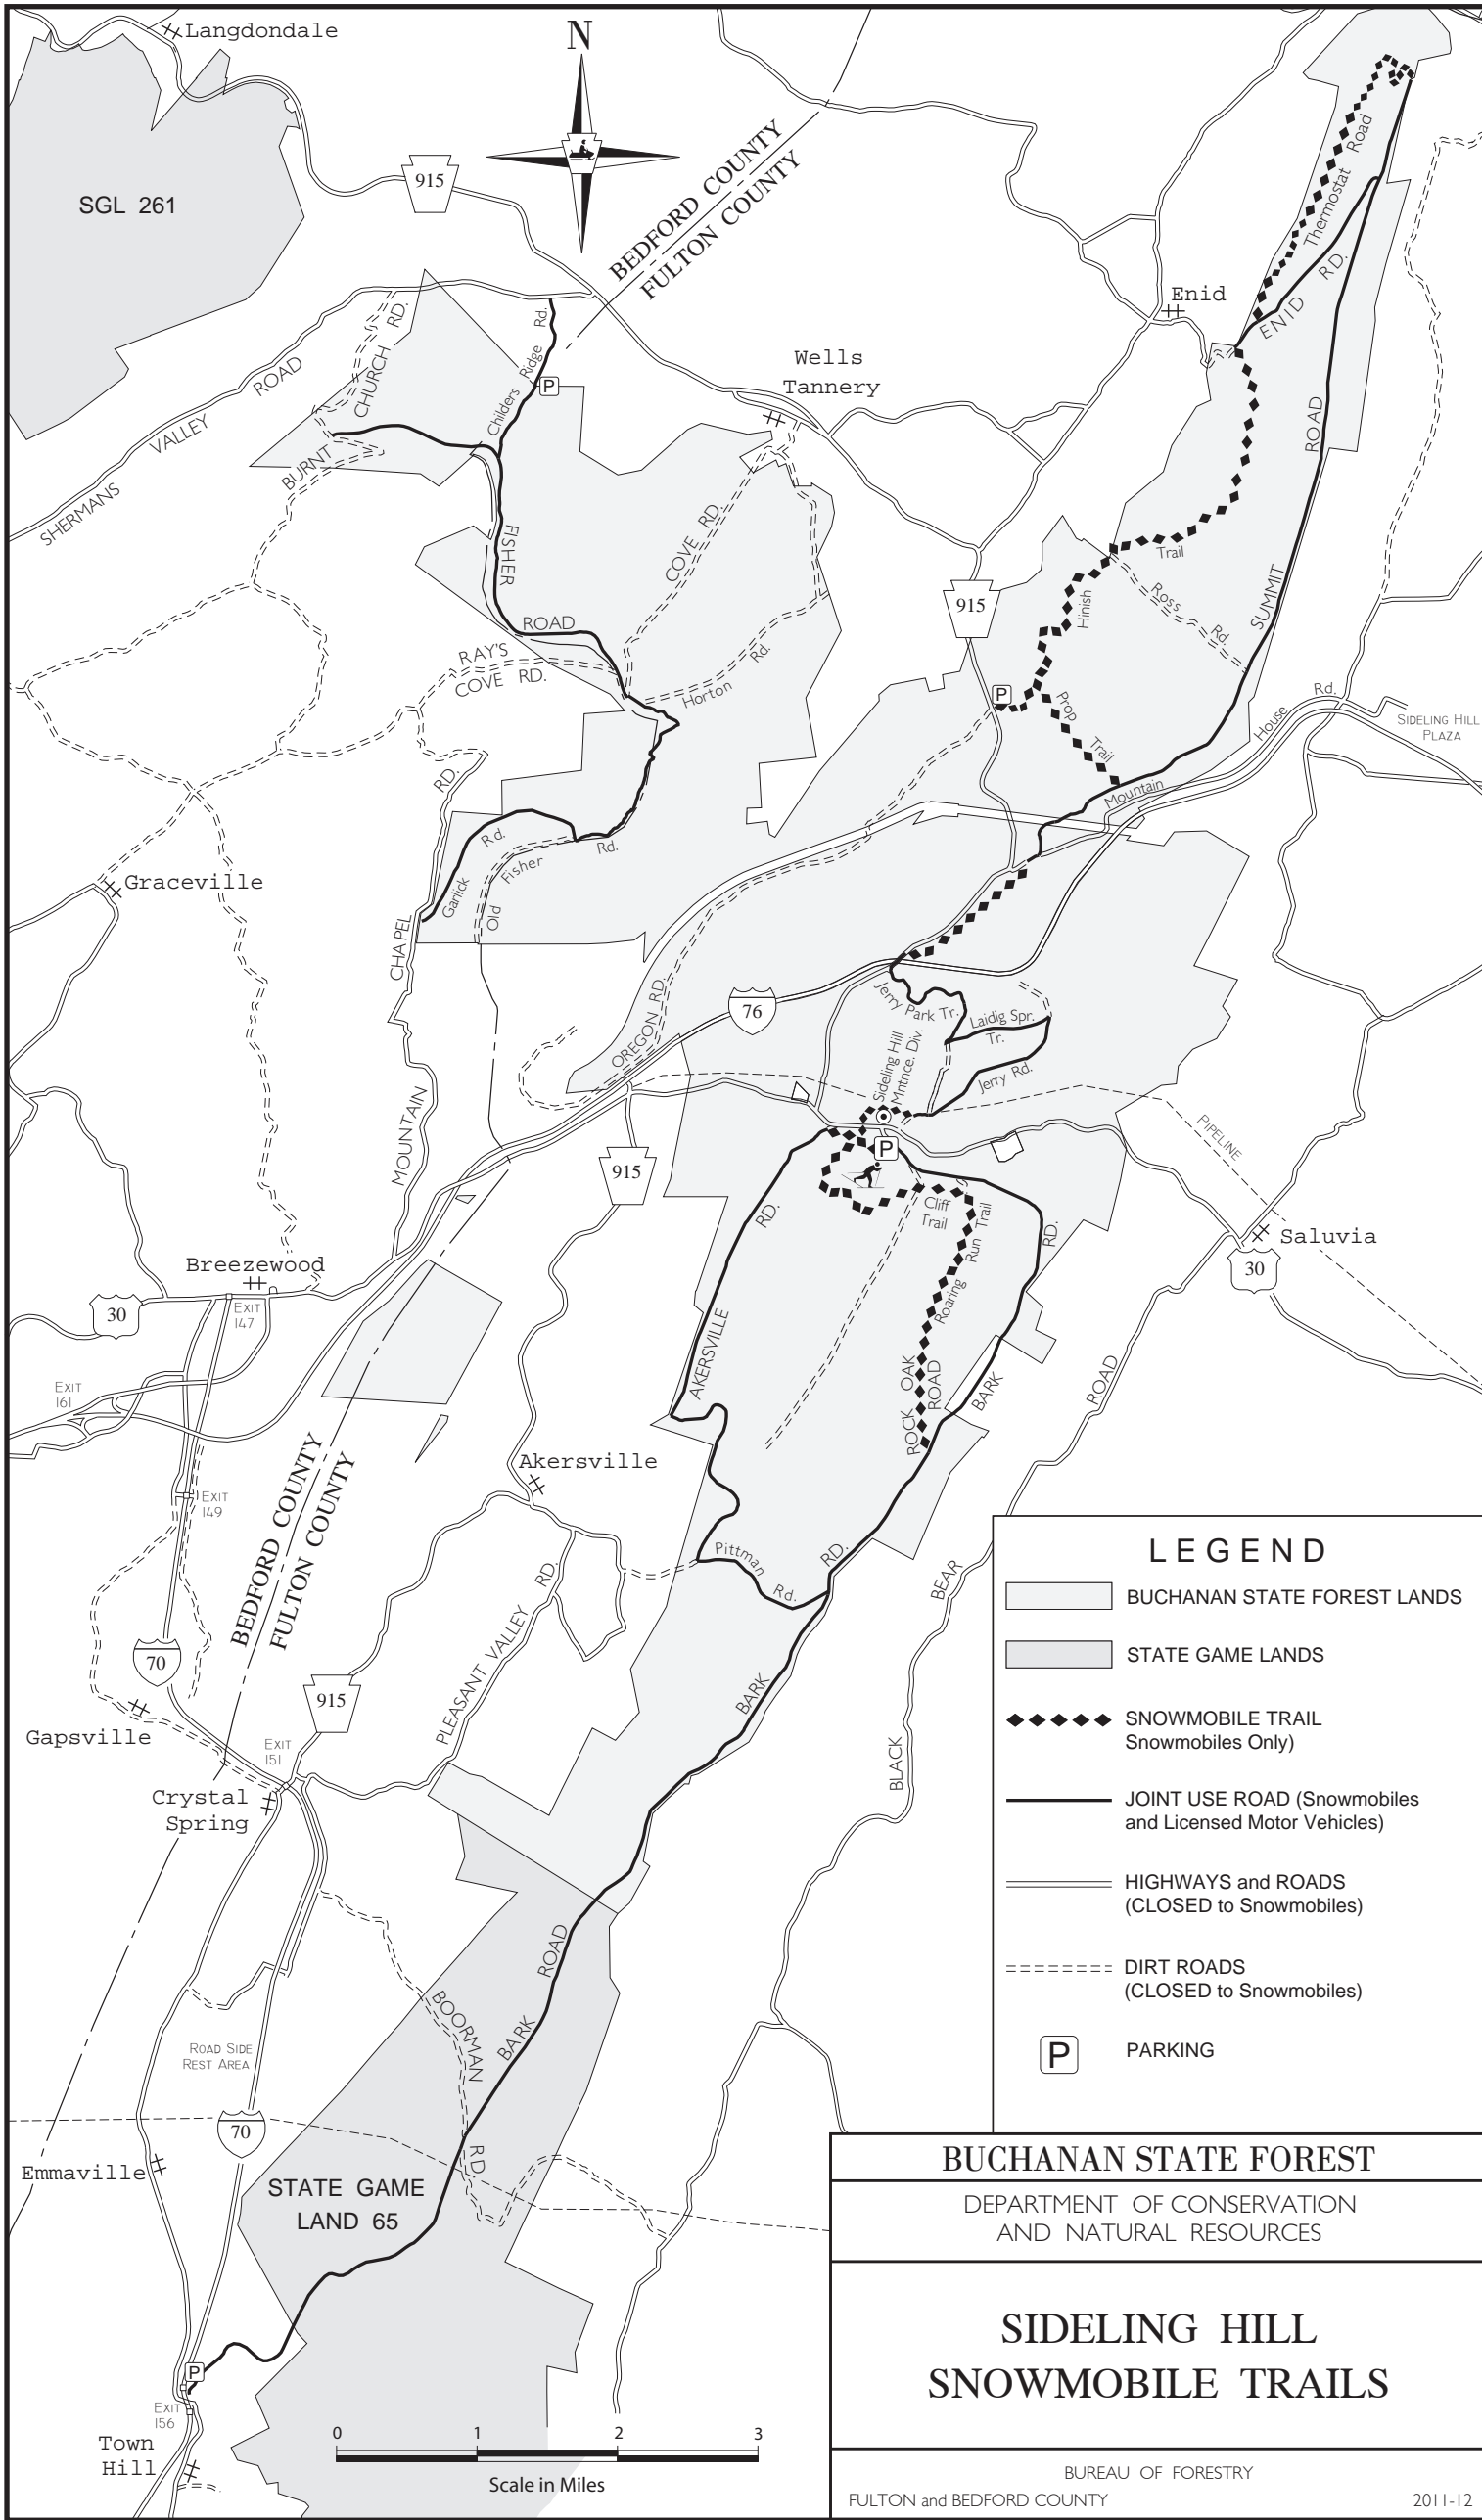 Langdondale
N
915
SGL 261
BEDFORD COUNTY
FULTON COUNTY
Thermostat Road
Enid
ENID RD.
Wells
Tannery
CHURCH RD.
BURNT
Childers Ridge Rd.
P
SHERMANS VALLEY ROAD
SUMMIT ROAD
COVE RD.
FISHER ROAD
Trail
Hinish
Ross Rd.
915
RAY'S
COVE RD.
Horton Rd.
P
Prop Trail
House Rd.
SIDELING HILL
PLAZA
Mountain
RD.
Garlick Rd.
Old Fisher Rd.
Graceville
CHAPEL
MOUNTAIN
OREGON RD.
76
Jerry Park Tr.
Laidig Spr.
Tr.
Jerry Rd.
Sideling Hill
Mntnce. Div.
P
PIPELINE
915
Cliff
Trail
Roaring Run Trail
RD.
Saluvia
30
Breezewood
30
EXIT
147
EXIT
161
AKERSVILLE RD.
ROCK OAK
ROAD
BARK RD.
ROAD
Akersville
BEDFORD COUNTY
FULTON COUNTY
EXIT
149
Pittman Rd.
BEAR
BLACK
PLEASANT VALLEY RD.
70
915
Gapsville
EXIT
151
BARK
Crystal
Spring
ROAD
BARK
BOORMAN
RD
ROAD SIDE
REST AREA
70
Emmaville
STATE GAME
LAND 65
P
EXIT
156
Town
Hill
0 1 2 3
Scale in Miles
LEGEND
BUCHANAN STATE FOREST LANDS
STATE GAME LANDS
SNOWMOBILE TRAIL
Snowmobiles Only)
JOINT USE ROAD (Snowmobiles
and Licensed Motor Vehicles)
HIGHWAYS and ROADS
(CLOSED to Snowmobiles)
DIRT ROADS
(CLOSED to Snowmobiles)
P PARKING
BUCHANAN STATE FOREST
DEPARTMENT OF CONSERVATION
AND NATURAL RESOURCES
SIDELING HILL
SNOWMOBILE TRAILS
BUREAU OF FORESTRY
FULTON and BEDFORD COUNTY 2011-12